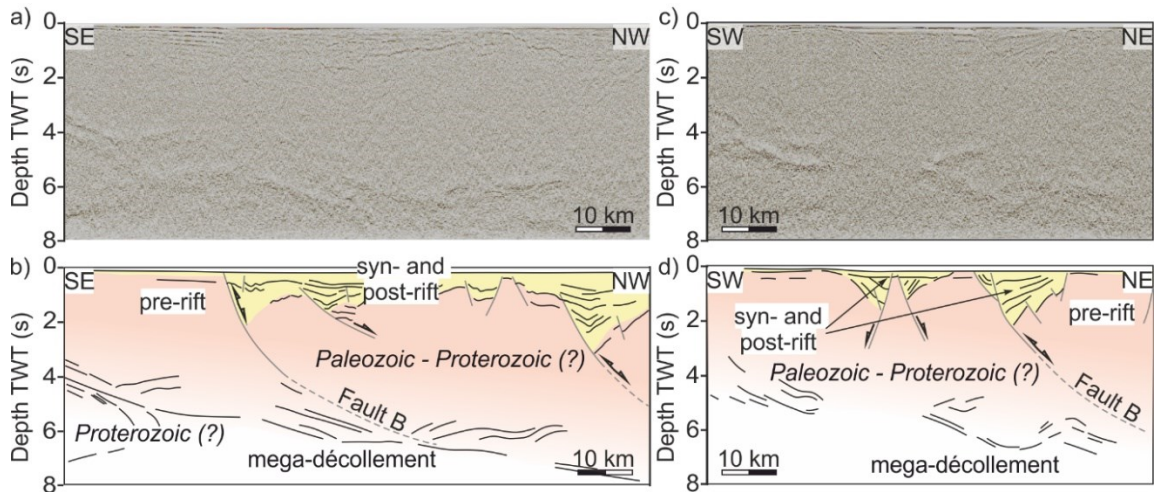 a)
0
SE
NW
2
4
6
8
Depth TWT (s)
10 km
c)
0
SW
NE
2
4
6
8
Depth TWT (s)
10 km
b)
0
SE
syn- and
post-rift
NW
pre-rift
2
Paleozoic - Proterozoic (?)
4
Fault B
Proterozoic (?)
6
mega-décollement
8
Depth TWT (s)
10 km
d)
0
SW
NE
syn- and
post-rift
pre-rift
2
Paleozoic - Proterozoic (?)
4
Fault B
6
mega-décollement
8
Depth TWT (s)
10 km